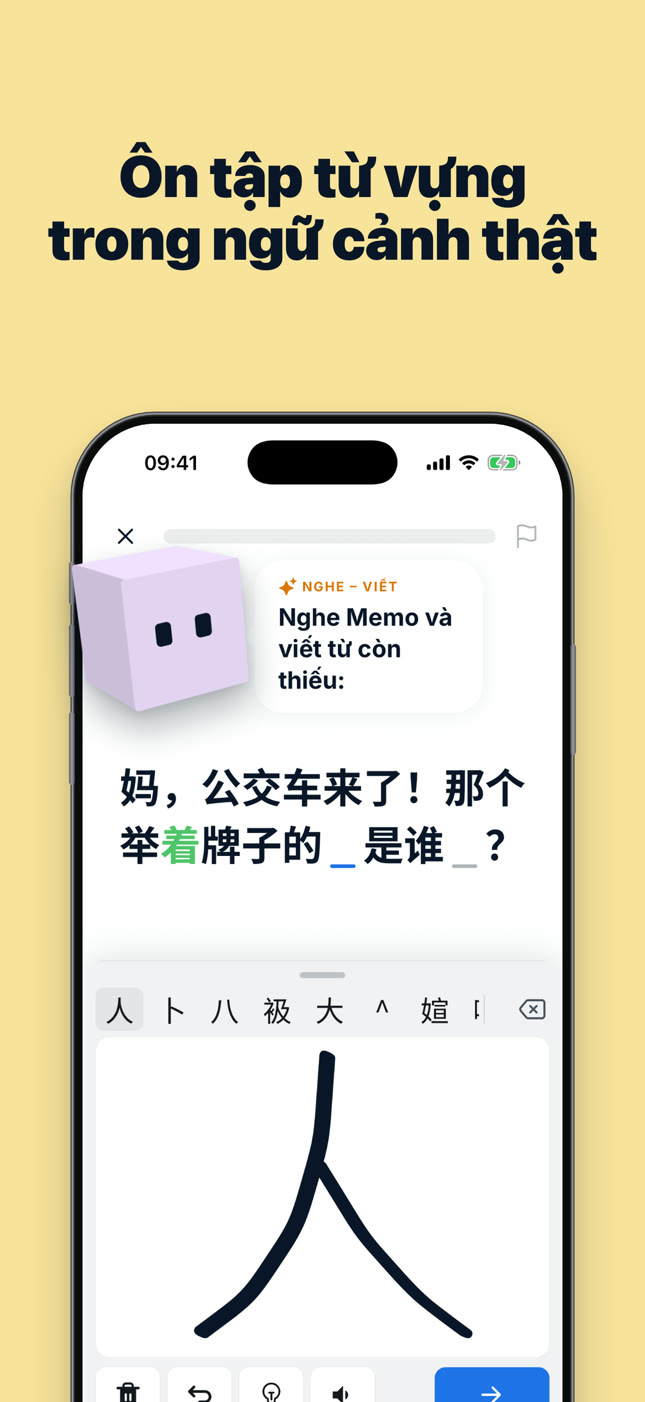 Ôn tập từ vựng
trong ngữ cảnh thật
09:41
NGHE – VIẾT
Nghe Memo và
viết từ còn
thiếu:
妈，公交车来了！那个
举着牌子的 _ 是谁 _ ？
人 卜 八 衱 大 ^ 媗
人